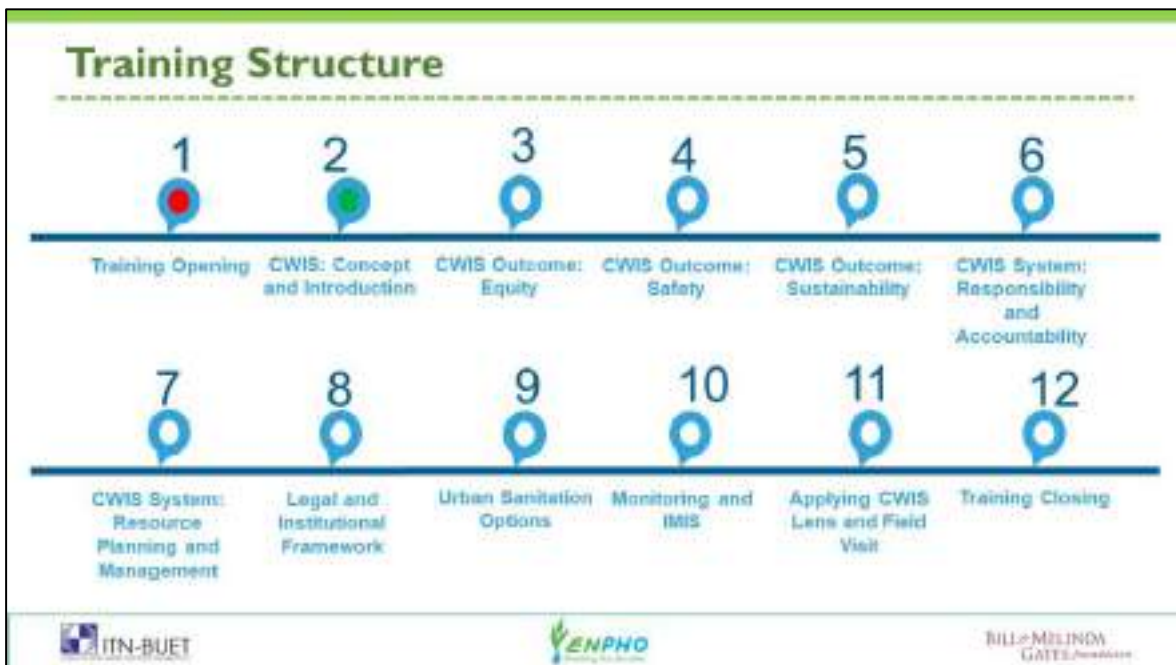 Training Structure
1 2 3 4 5 6
Training Opening
CWIS: Concept
and Introduction
CWIS Outcome:
Equity
CWIS Outcome:
Safety
CWIS Outcome:
Sustainability
CWIS System:
Responsibility
and
Accountability
7 8 9 10 11 12
CWIS System:
Resource
Planning and
Management
Legal and
Institutional
Framework
Urban Sanitation
Options
Monitoring and
IMIS
Applying CWIS
Lens and Field
Visit
Training Closing
ITN-BUET
ENPHO
BILL & MELINDA
GATES foundation